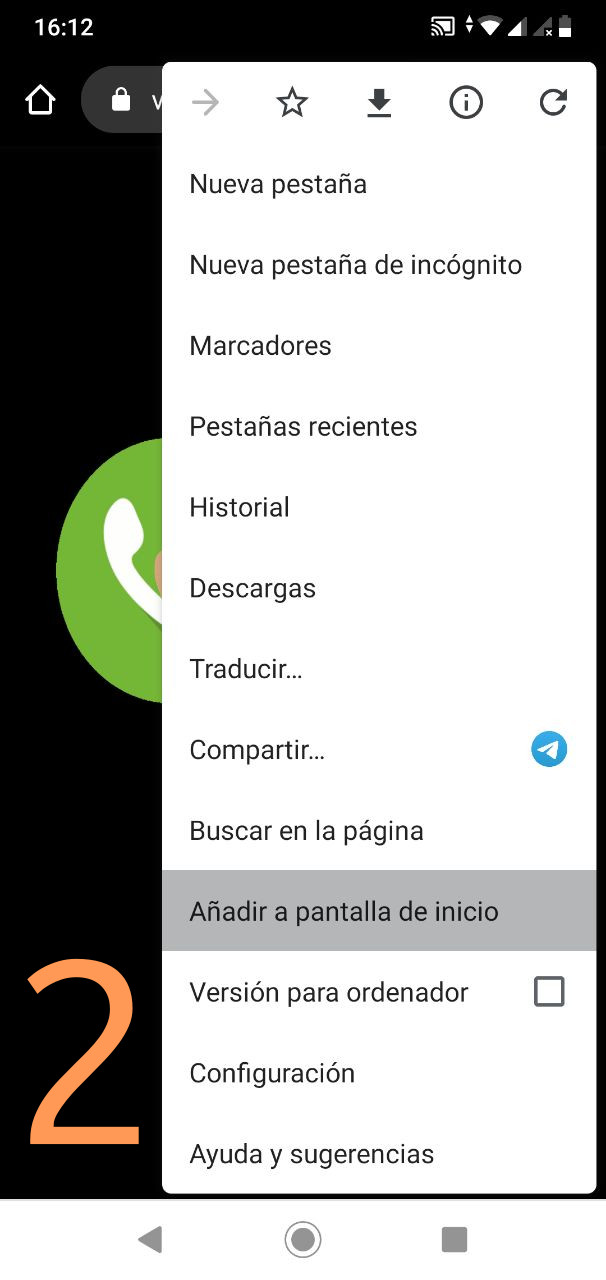 16:12
v
Nueva pestaña
Nueva pestaña de incógnito
Marcadores
Pestañas recientes
Historial
Descargas
Traducir...
Compartir...
Buscar en la página
Añadir a pantalla de inicio
2
Versión para ordenador
Configuración
Ayuda y sugerencias